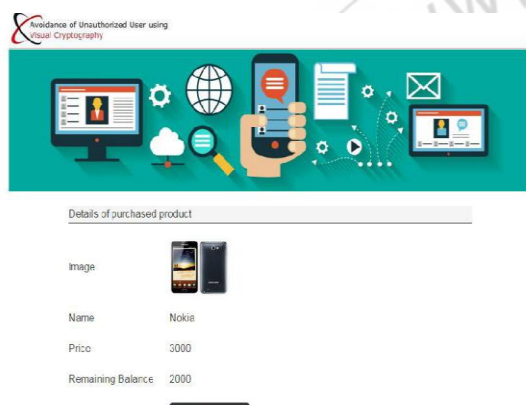 Avoidance of Unauthorized User using
Visual Cryptography
Details of purchased product
Image
Name Nokia
Price 3000
Remaining Balance 2000